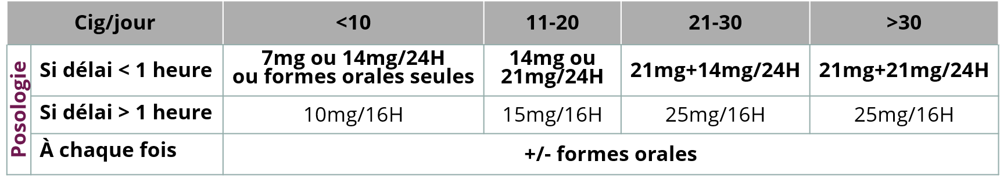 Cig/jour <10 11-20 21-30 >30
Posologie
Si délai < 1 heure
7mg ou 14mg/24H
ou formes orales seules
14mg ou
21mg/24H
21mg+14mg/24H
21mg+21mg/24H
Si délai > 1 heure 10mg/16H 15mg/16H 25mg/16H 25mg/16H
À chaque fois +/- formes orales